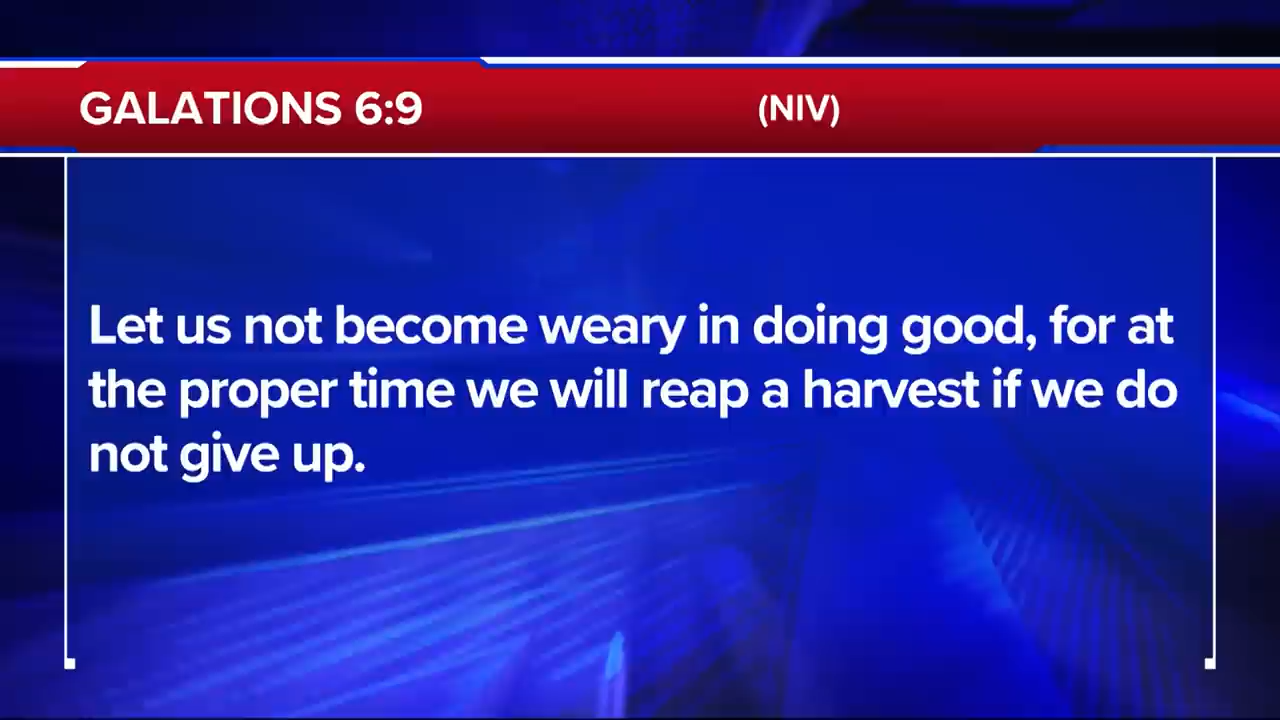 GALATIONS 6:9 (NIV)
Let us not become weary in doing good, for at
the proper time we will reap a harvest if we do
not give up.